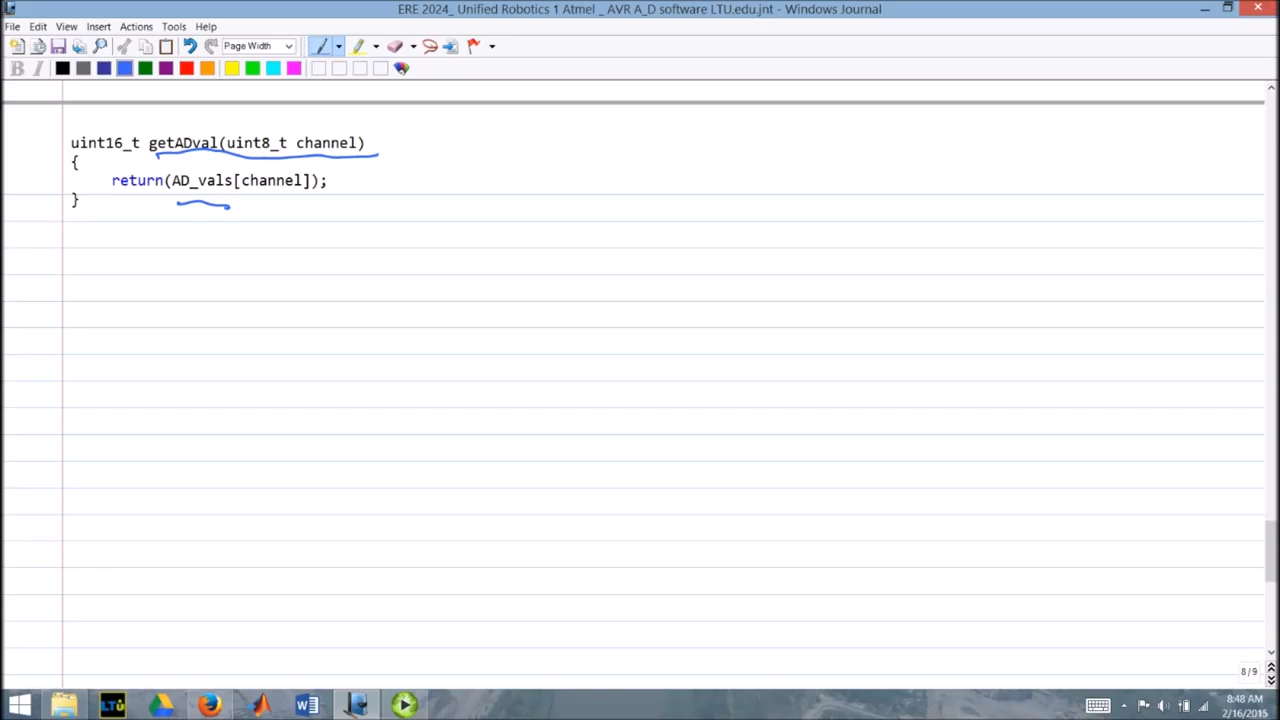 ERE 2024_ Unified Robotics 1 Atmel _ AVR A_D software LTU.edu.jnt - Windows Journal
File Edit View Insert Actions Tools Help
Page Width
B I
uint16_t getADval(uint8_t channel)
{
return(AD_vals[channel]);
}
8/9
LTU
8:48 AM
2/16/2015